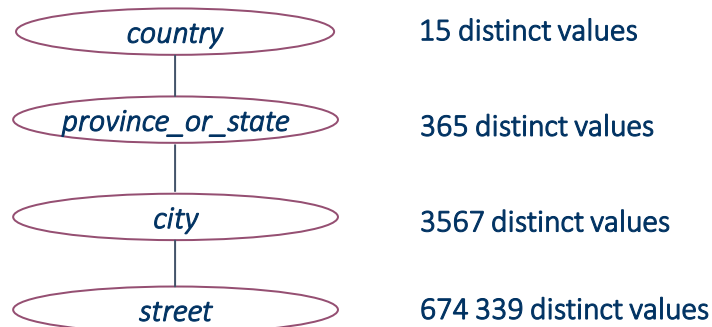 country 15 distinct values
province_or_state 365 distinct values
city 3567 distinct values
street 674 339 distinct values